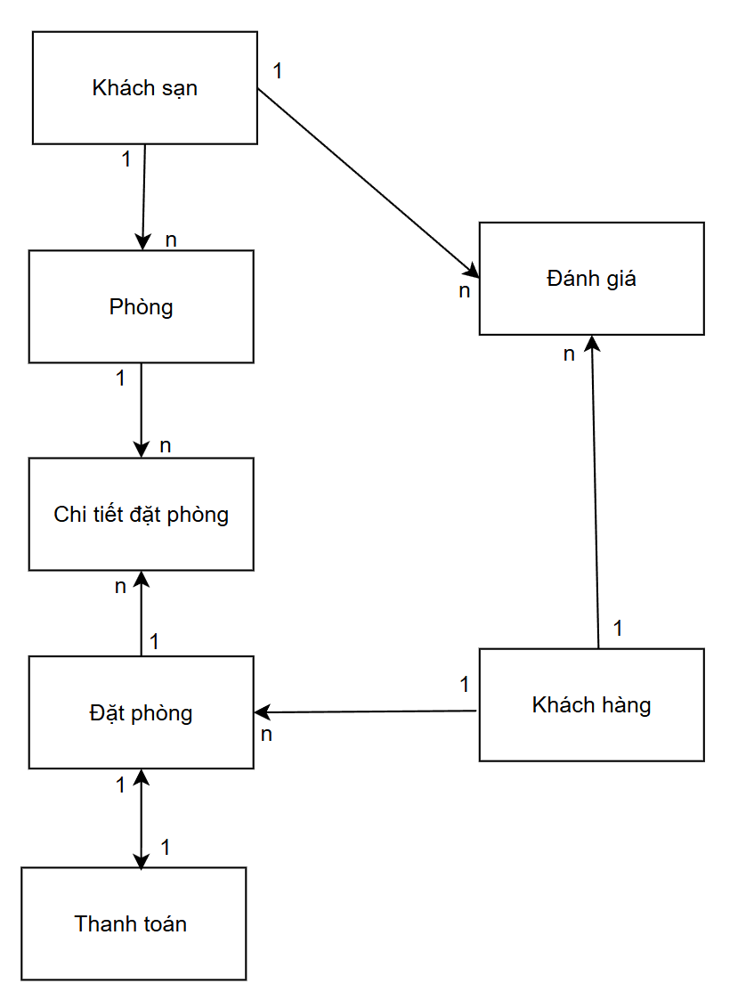 Khách sạn
1
1
n
n
Phòng
Đánh giá
1
n
n
Chi tiết đặt phòng
n
1
1
1
n
Đặt phòng
Khách hàng
1
1
Thanh toán